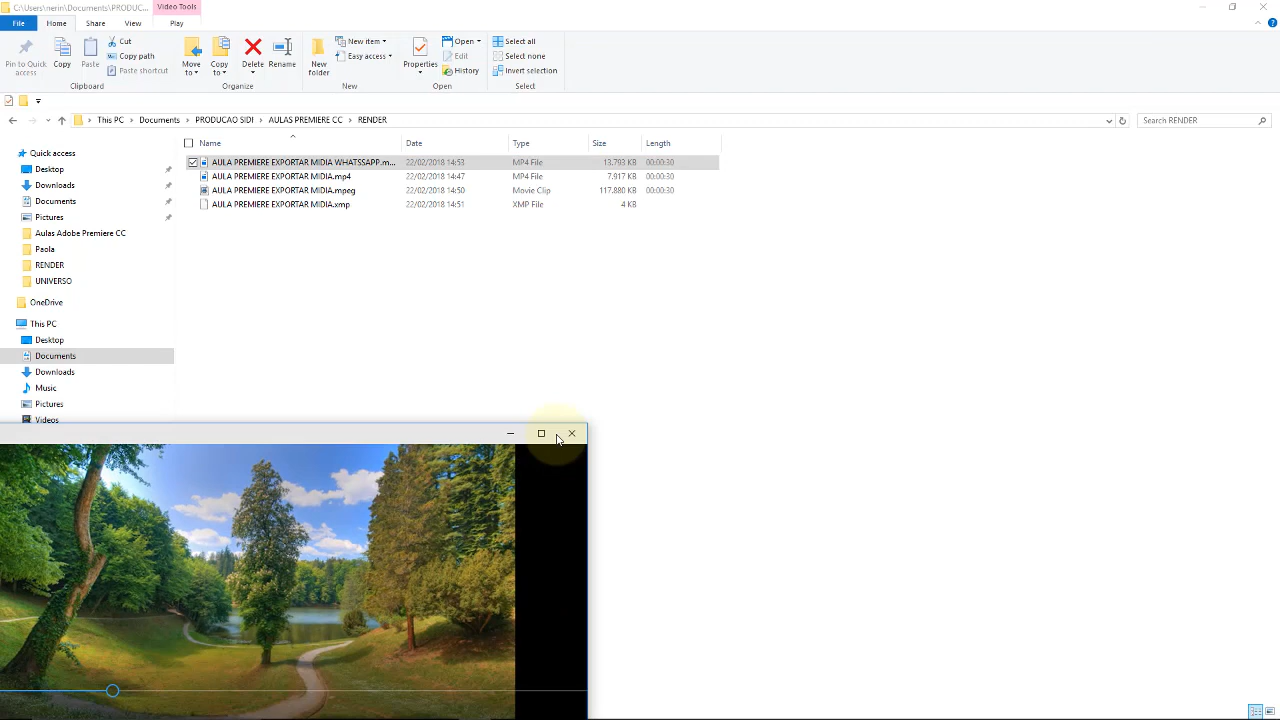 C:\Users\nerin\Documents\PRODUC...
Video Tools
File
Home
Share
View
Play
Pin to Quick access
Copy
Paste
Cut
Copy path
Paste shortcut
Clipboard
Move to
Copy to
Delete
Rename
Organize
New folder
New item
Easy access
New
Properties
Open
Edit
History
Open
Select all
Select none
Invert selection
Select
This PC > Documents > PRODUCAO SIDI > AULAS PREMIERE CC > RENDER
Search RENDER
Name Date Type Size Length
AULA PREMIERE EXPORTAR MIDIA WHATSSAPP.m... 22/02/2018 14:53 MP4 File 13.793 KB 00:00:30
AULA PREMIERE EXPORTAR MIDIA.mp4 22/02/2018 14:47 MP4 File 7.917 KB 00:00:30
AULA PREMIERE EXPORTAR MIDIA.mpeg 22/02/2018 14:50 Movie Clip 117.880 KB 00:00:30
AULA PREMIERE EXPORTAR MIDIA.xmp 22/02/2018 14:51 XMP File 4 KB
Quick access
Desktop
Downloads
Documents
Pictures
Aulas Adobe Premiere CC
Paola
RENDER
UNIVERSO
OneDrive
This PC
Desktop
Documents
Downloads
Music
Pictures
Videos